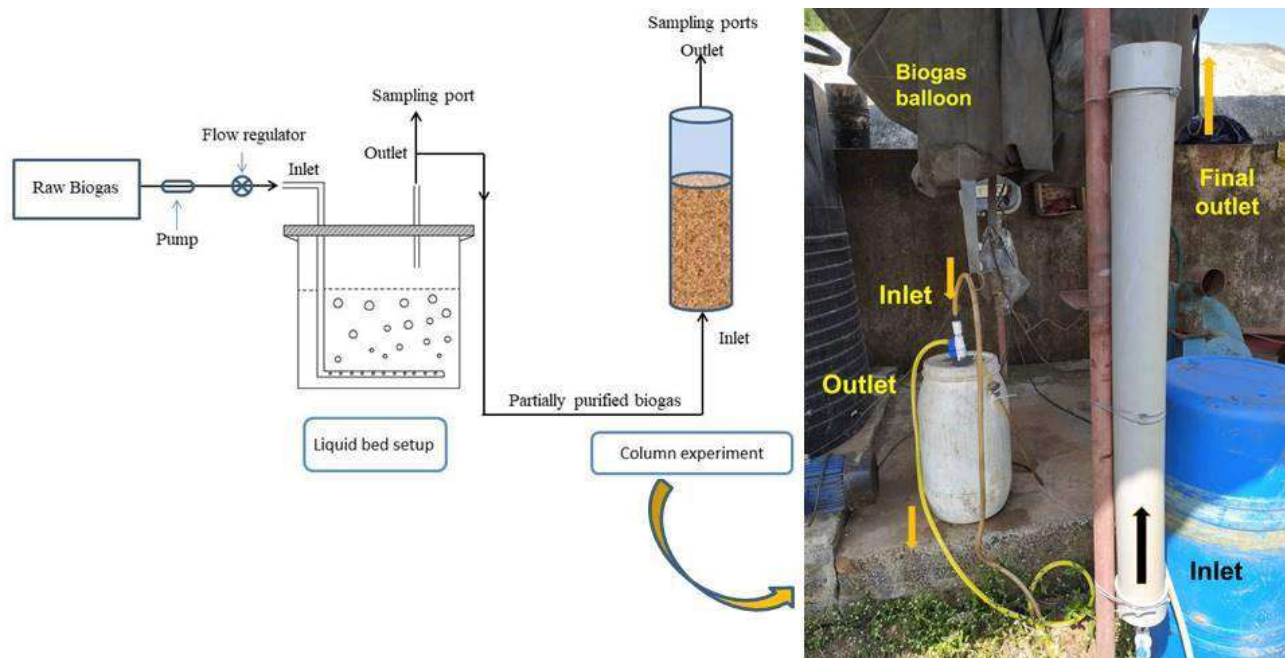 Sampling ports
Outlet
Sampling port
Flow regulator
Outlet
Inlet
Raw Biogas
Pump
Inlet
Partially purified biogas
Liquid bed setup
Column experiment
Biogas
balloon
Final
outlet
Inlet
Outlet
Inlet